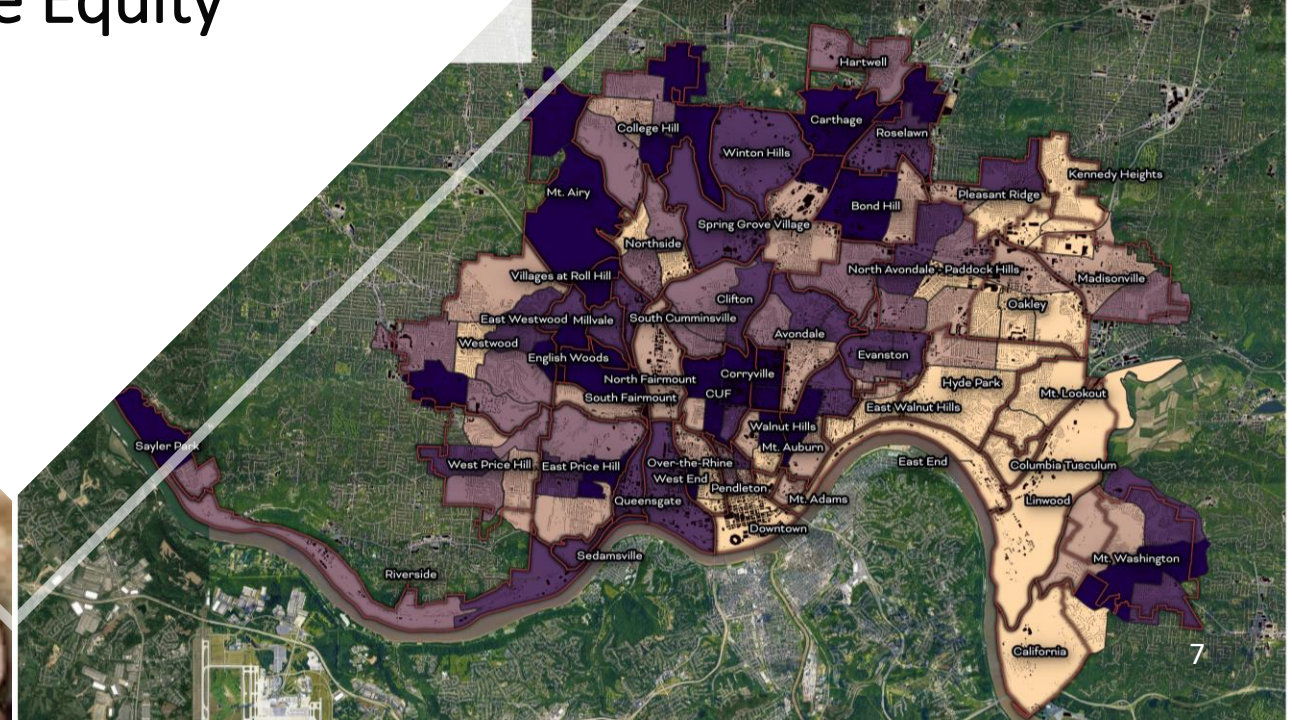 e Equity
Hartwell
Carthage
College Hill
Roselawn
Winton Hills
Kennedy Heights
Mt. Airy
Pleasant Ridge
Bond Hill
Spring Grove Village
Northside
Villages at Roll Hill
North Avondale - Paddock Hills
Madisonville
Clifton
Oakley
East Westwood
Millvale
South Cumminsville
Avondale
Westwood
English Woods
Evanston
Corryville
North Fairmount
Hyde Park
CUF
Mt. Lookout
South Fairmount
East Walnut Hills
Walnut Hills
Sayler Park
Mt. Auburn
East End
West Price Hill
East Price Hill
Over-the-Rhine
Columbia Tusculum
West End
Pendleton
Queensgate
Mt. Adams
Linwood
Downtown
Sedamsville
Mt. Washington
Riverside
California
7